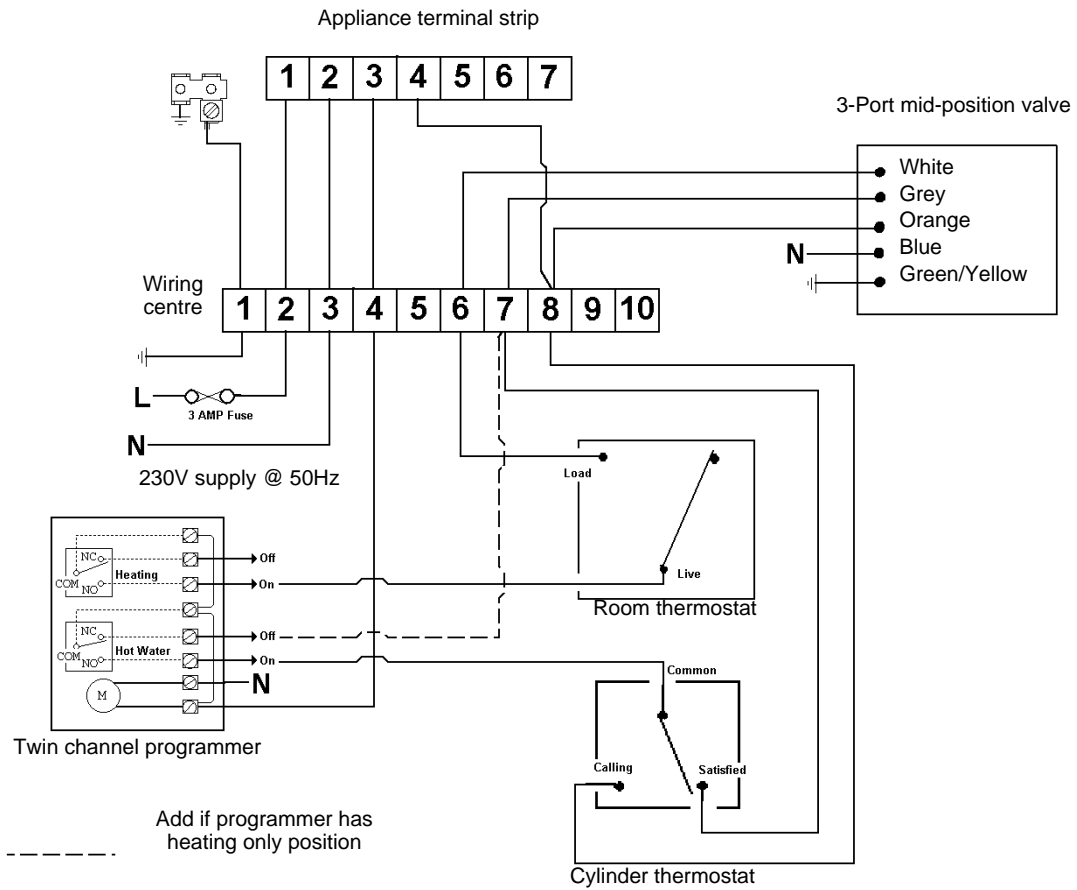 Appliance terminal strip
1 2 3 4 5 6 7
3-Port mid-position valve
White
Grey
Orange
N Blue
Green/Yellow
Wiring
centre
1 2 3 4 5 6 7 8 9 10
L
3 AMP Fuse
N
230V supply @ 50Hz
Load
Live
Room thermostat
NC
COM
NO
Heating
Off
On
NC
COM
NO
Hot Water
Off
On
M
N
Twin channel programmer
Common
Calling
Satisfied
Cylinder thermostat
Add if programmer has
heating only position